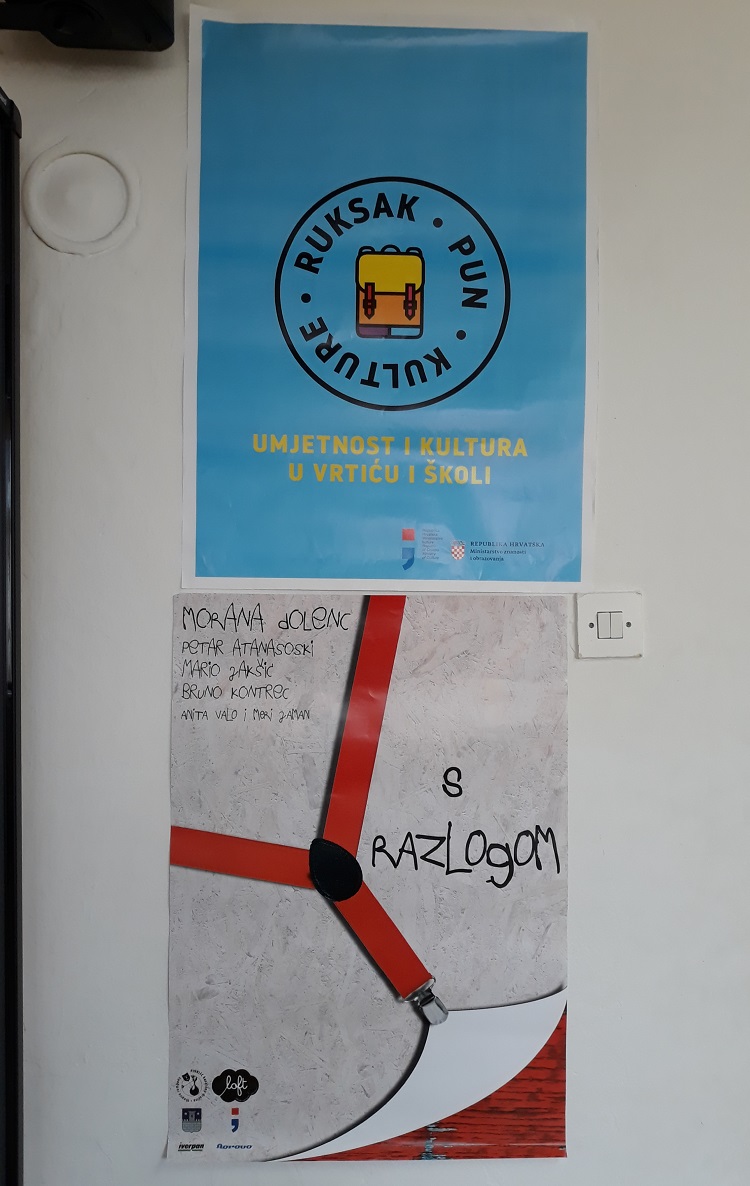 RUKSAK • PUN • KULTURE •
UMJETNOST I KULTURA
U VRTIĆU I ŠKOLI
REPUBLIKA HRVATSKA
Ministarstvo znanosti
i obrazovanja
MORANA dOLENC
PETAR ATANASOSKI
MARIO JAKŠIĆ
BRUNO KONTREC
ANITA VALO i MERI JAMAN
S
RAZLOgOM
loft
iverpan